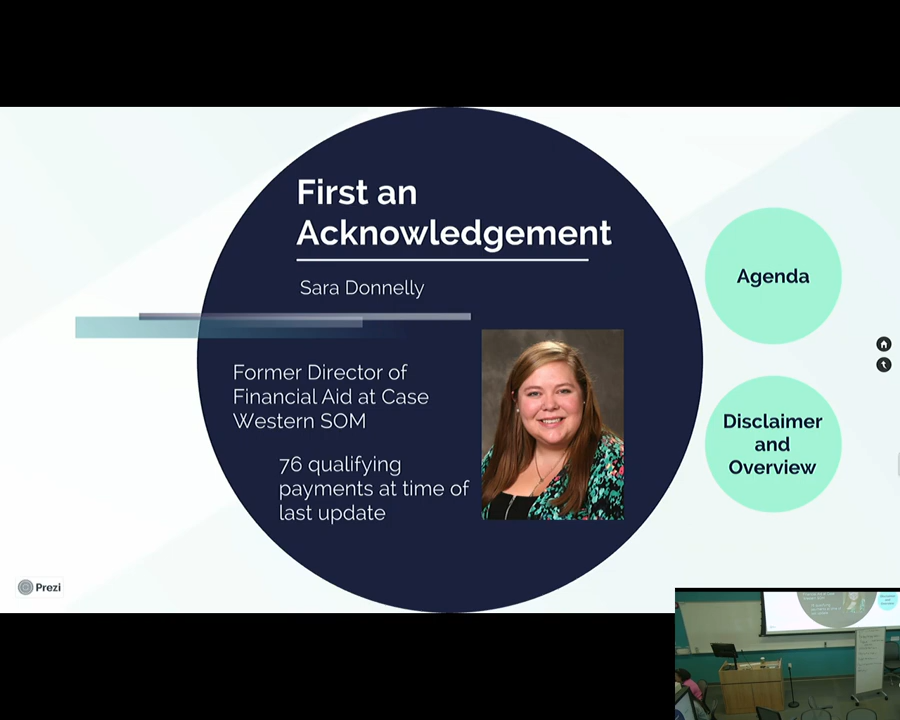 First an
Acknowledgement
Sara Donnelly
Former Director of
Financial Aid at Case
Western SOM
76 qualifying
payments at time of
last update
Agenda
Disclaimer
and
Overview
Prezi